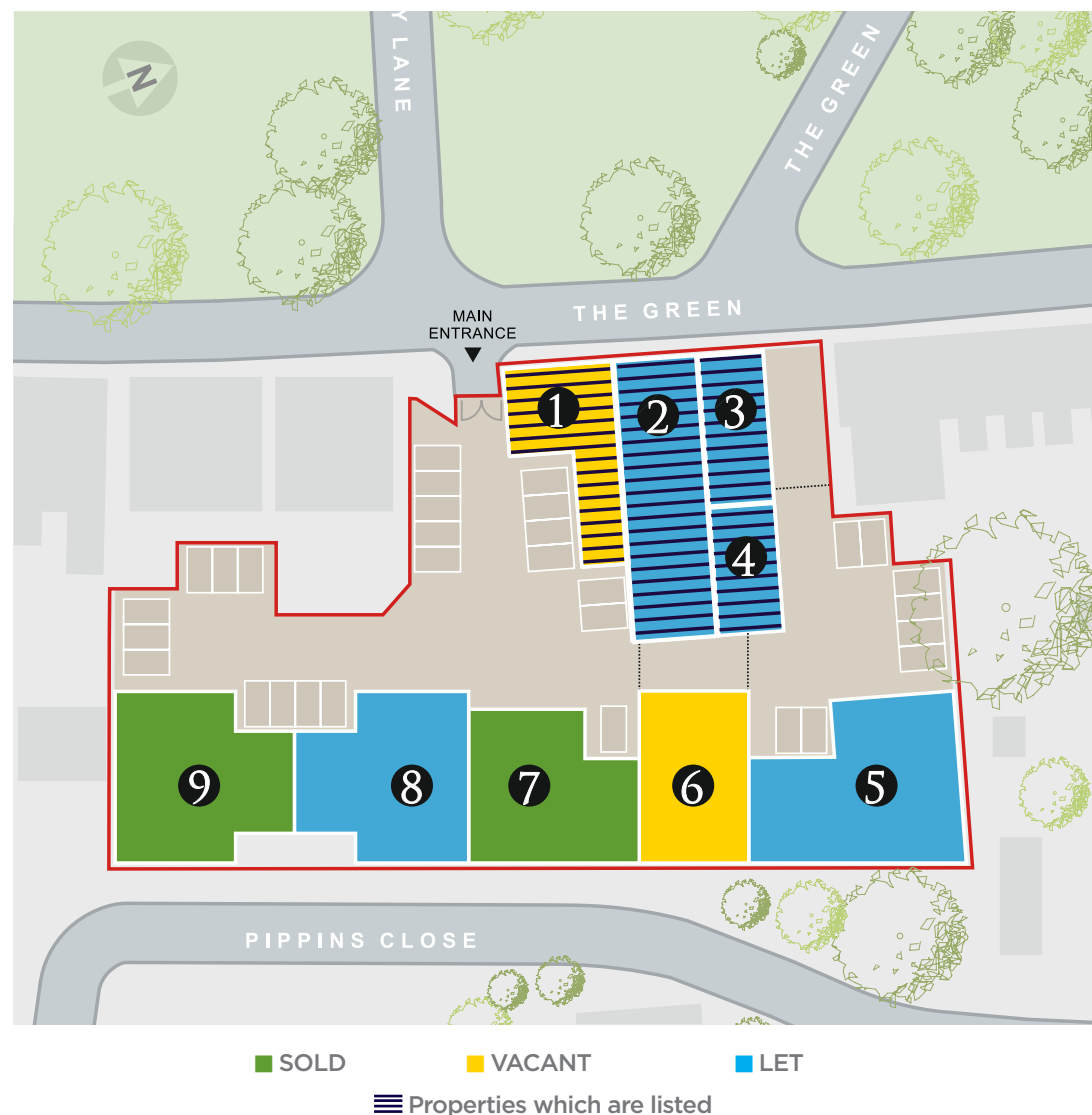 Y LANE
THE GREEN
N
THE GREEN
MAIN
ENTRANCE
1
2
3
4
9
8
7
6
5
PIPPINS CLOSE
SOLD
VACANT
LET
Properties which are listed